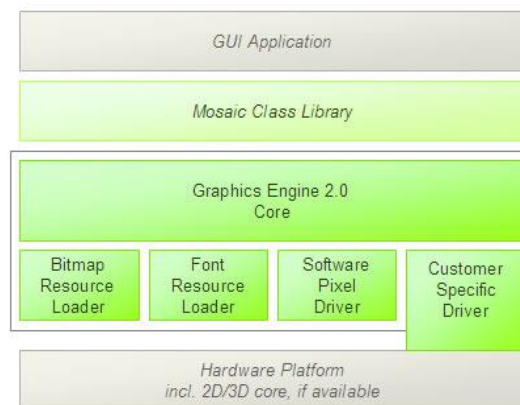 GUI Application
Mosaic Class Library
Graphics Engine 2.0
Core
Bitmap
Resource
Loader
Font
Resource
Loader
Software
Pixel
Driver
Customer
Specific
Driver
Hardware Platform
incl. 2D/3D core, if available